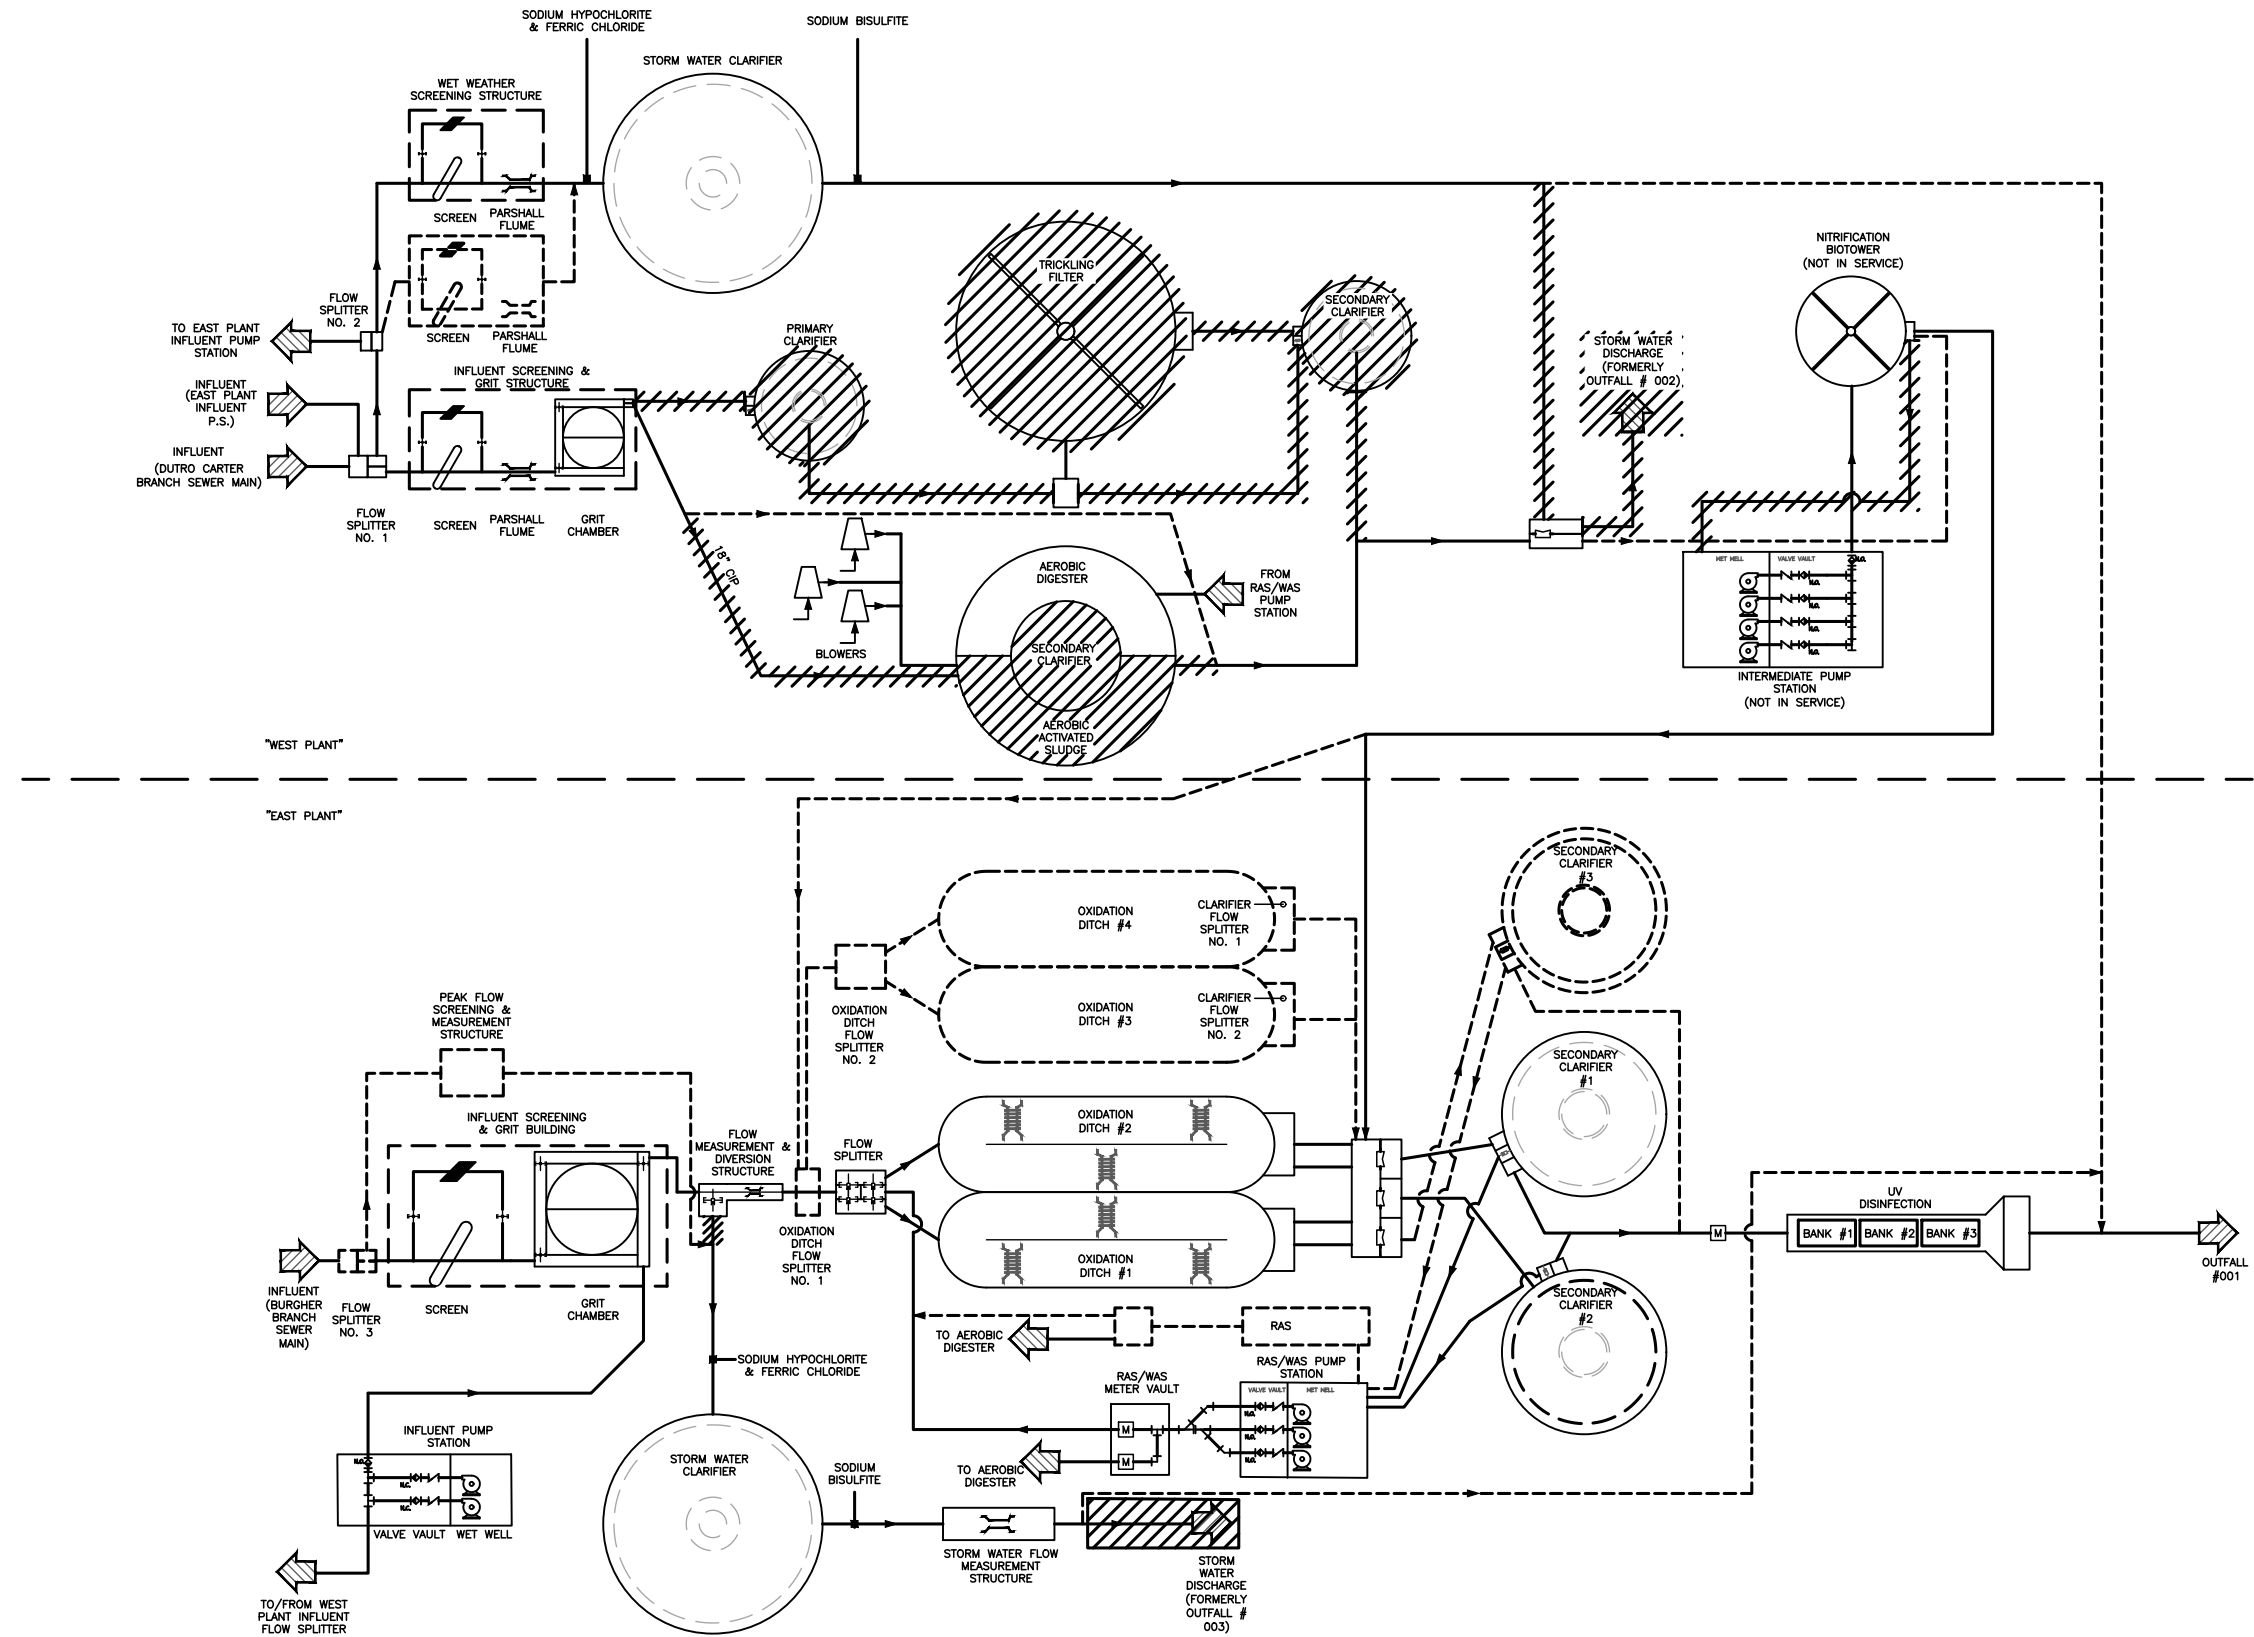 SODIUM HYPOCHLORITE
& FERRIC CHLORIDE
SODIUM BISULFITE
STORM WATER CLARIFIER
WET WEATHER
SCREENING STRUCTURE
SCREEN
PARSHALL
FLUME
FLOW
SPLITTER
NO. 2
TO EAST PLANT
INFLUENT PUMP
STATION
SCREEN
PARSHALL
FLUME
INFLUENT
(EAST PLANT
INFLUENT
P.S.)
INFLUENT SCREENING &
GRIT STRUCTURE
INFLUENT
(DUTRO CARTER
BRANCH SEWER MAIN)
FLOW
SPLITTER
NO. 1
SCREEN
PARSHALL
FLUME
GRIT
CHAMBER
PRIMARY
CLARIFIER
TRICKLING
FILTER
SECONDARY
CLARIFIER
STORM WATER
DISCHARGE
(FORMERLY
OUTFALL # 002)
NITRIFICATION
BIOTOWER
(NOT IN SERVICE)
18" CIP
BLOWERS
AEROBIC
DIGESTER
SECONDARY
CLARIFIER
AEROBIC
ACTIVATED
SLUDGE
FROM
RAS/WAS
PUMP
STATION
WET WELL
VALVE VAULT
N.O.
N.O.
N.O.
N.O.
N.O.
INTERMEDIATE PUMP
STATION
(NOT IN SERVICE)
"WEST PLANT"
"EAST PLANT"
SECONDARY
CLARIFIER
#3
OXIDATION
DITCH #4
CLARIFIER
FLOW
SPLITTER
NO. 1
OXIDATION
DITCH #3
CLARIFIER
FLOW
SPLITTER
NO. 2
OXIDATION
DITCH
FLOW
SPLITTER
NO. 2
PEAK FLOW
SCREENING &
MEASUREMENT
STRUCTURE
INFLUENT SCREENING
& GRIT BUILDING
FLOW
MEASUREMENT &
DIVERSION
STRUCTURE
FLOW
SPLITTER
OXIDATION
DITCH #2
SECONDARY
CLARIFIER
#1
UV
DISINFECTION
BANK #1
BANK #2
BANK #3
M
OUTFALL
#001
OXIDATION
DITCH
FLOW
SPLITTER
NO. 1
OXIDATION
DITCH #1
SECONDARY
CLARIFIER
#2
INFLUENT
(BURGHER
BRANCH
SEWER
MAIN)
FLOW
SPLITTER
NO. 3
SCREEN
GRIT
CHAMBER
RAS
TO AEROBIC
DIGESTER
SODIUM HYPOCHLORITE
& FERRIC CHLORIDE
RAS/WAS
METER VAULT
RAS/WAS PUMP
STATION
VALVE VAULT
WET WELL
N.O.
N.O.
N.O.
M
M
TO AEROBIC
DIGESTER
INFLUENT PUMP
STATION
N.O.
N.C.
N.C.
VALVE VAULT
WET WELL
STORM WATER
CLARIFIER
SODIUM
BISULFITE
STORM WATER FLOW
MEASUREMENT
STRUCTURE
STORM
WATER
DISCHARGE
(FORMERLY
OUTFALL #
003)
TO/FROM WEST
PLANT INFLUENT
FLOW SPLITTER